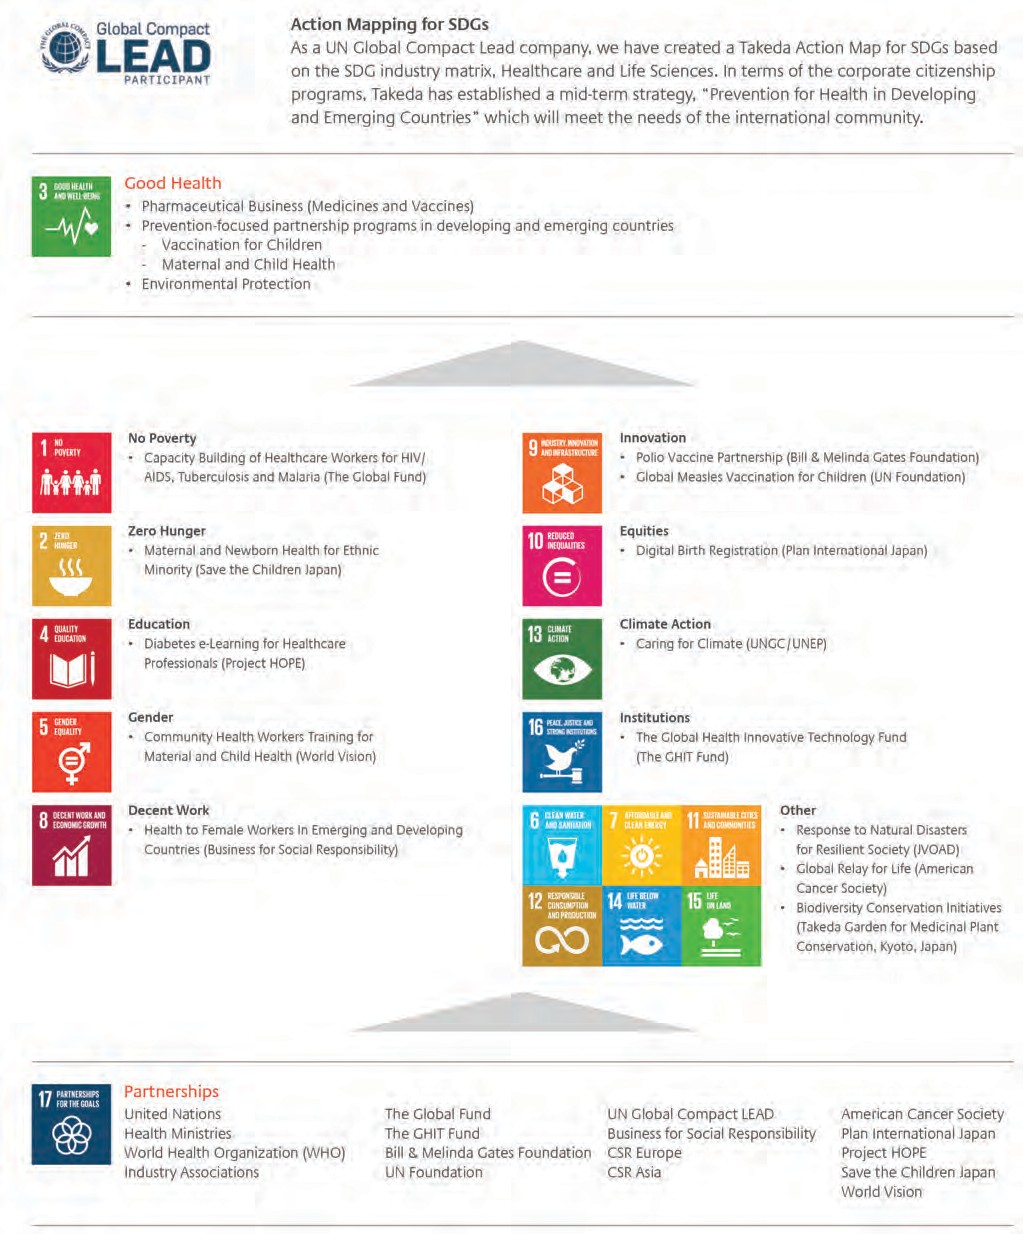 THE GLOBAL COMPACT
Global Compact
LEAD
PARTICIPANT
Action Mapping for SDGs
As a UN Global Compact Lead company, we have created a Takeda Action Map for SDGs based
on the SDG industry matrix, Healthcare and Life Sciences. In terms of the corporate citizenship
programs, Takeda has established a mid-term strategy, "Prevention for Health in Developing
and Emerging Countries" which will meet the needs of the international community.
3 GOOD HEALTH
AND WELL-BEING
Good Health
• Pharmaceutical Business (Medicines and Vaccines)
• Prevention-focused partnership programs in developing and emerging countries
- Vaccination for Children
- Maternal and Child Health
• Environmental Protection
1 NO
POVERTY
No Poverty
• Capacity Building of Healthcare Workers for HIV/
AIDS, Tuberculosis and Malaria (The Global Fund)
2 ZERO
HUNGER
Zero Hunger
• Maternal and Newborn Health for Ethnic
Minority (Save the Children Japan)
4 QUALITY
EDUCATION
Education
• Diabetes e-Learning for Healthcare
Professionals (Project HOPE)
5 GENDER
EQUALITY
Gender
• Community Health Workers Training for
Material and Child Health (World Vision)
8 DECENT WORK AND
ECONOMIC GROWTH
Decent Work
• Health to Female Workers in Emerging and Developing
Countries (Business for Social Responsibility)
9 INDUSTRY, INNOVATION
AND INFRASTRUCTURE
Innovation
• Polio Vaccine Partnership (Bill & Melinda Gates Foundation)
• Global Measles Vaccination for Children (UN Foundation)
10 REDUCED
INEQUALITIES
Equities
• Digital Birth Registration (Plan International Japan)
13 CLIMATE
ACTION
Climate Action
• Caring for Climate (UNGC/UNEP)
16 PEACE, JUSTICE AND
STRONG INSTITUTIONS
Institutions
• The Global Health Innovative Technology Fund
(The GHIT Fund)
6 CLEAN WATER
AND SANITATION
7 AFFORDABLE AND
CLEAN ENERGY
11 SUSTAINABLE CITIES
AND COMMUNITIES
12 RESPONSIBLE
CONSUMPTION
AND PRODUCTION
14 LIFE BELOW
WATER
15 LIFE
ON LAND
Other
• Response to Natural Disasters
for Resilient Society (JVOAD)
• Global Relay for Life (American
Cancer Society)
• Biodiversity Conservation Initiatives
(Takeda Garden for Medicinal Plant
Conservation, Kyoto, Japan)
17 PARTNERSHIPS
FOR THE GOALS
Partnerships
United Nations
Health Ministries
World Health Organization (WHO)
Industry Associations
The Global Fund
The GHIT Fund
Bill & Melinda Gates Foundation
UN Foundation
UN Global Compact LEAD
Business for Social Responsibility
CSR Europe
CSR Asia
American Cancer Society
Plan International Japan
Project HOPE
Save the Children Japan
World Vision